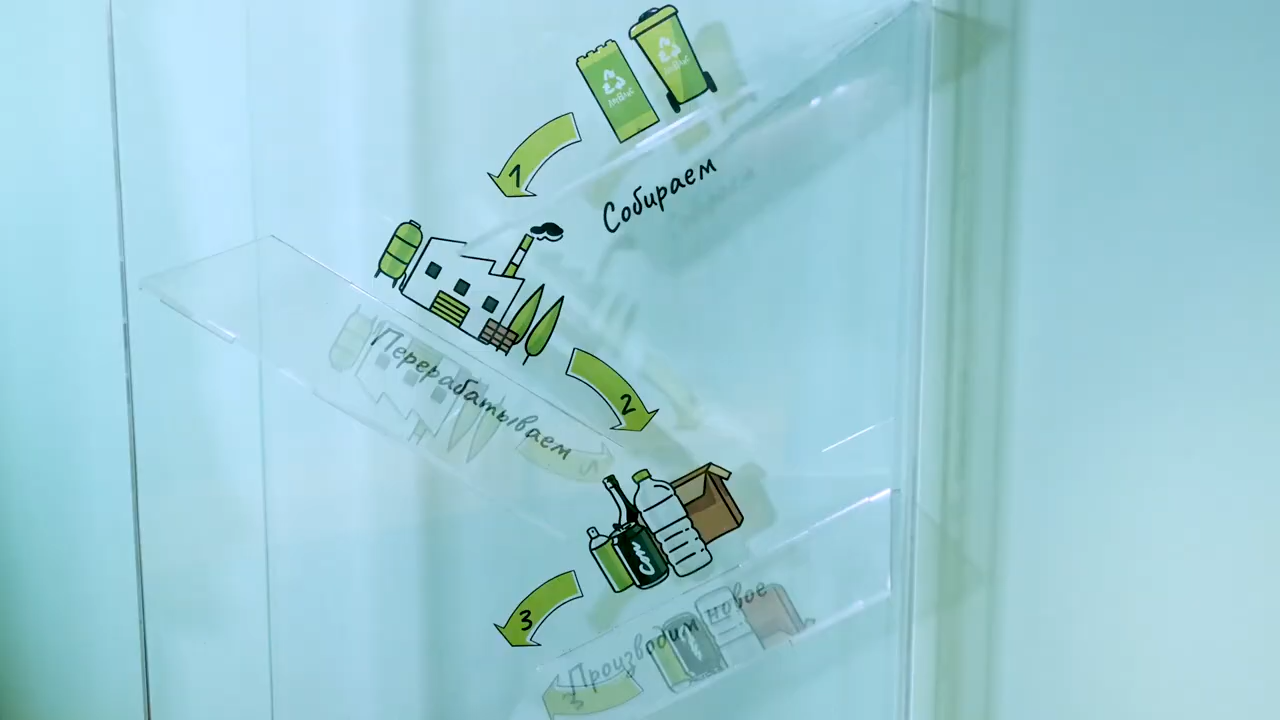 1
Собираем
Перерабатываем
2
3
Производим новое